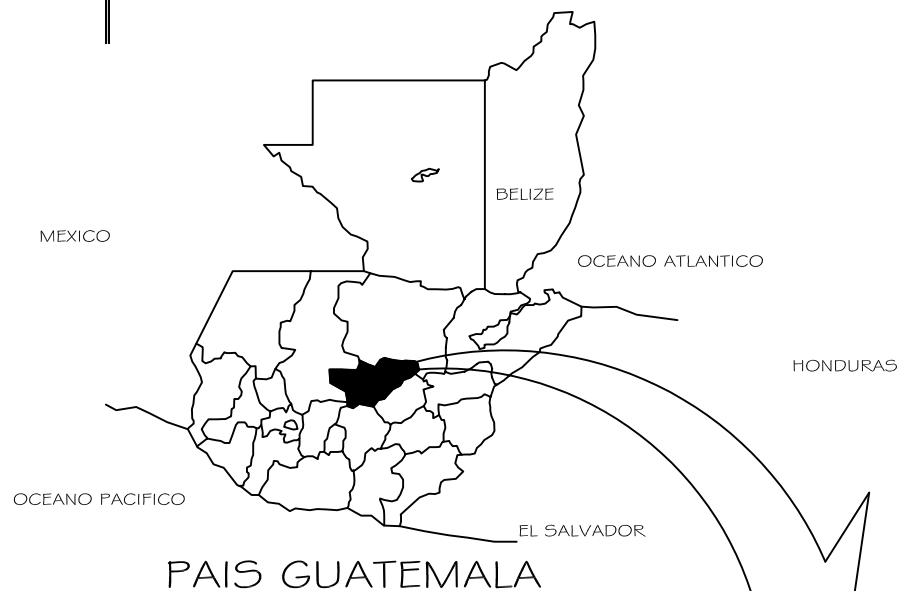 BELIZE
MEXICO
OCEANO ATLANTICO
HONDURAS
OCEANO PACIFICO
EL SALVADOR
PAIS GUATEMALA